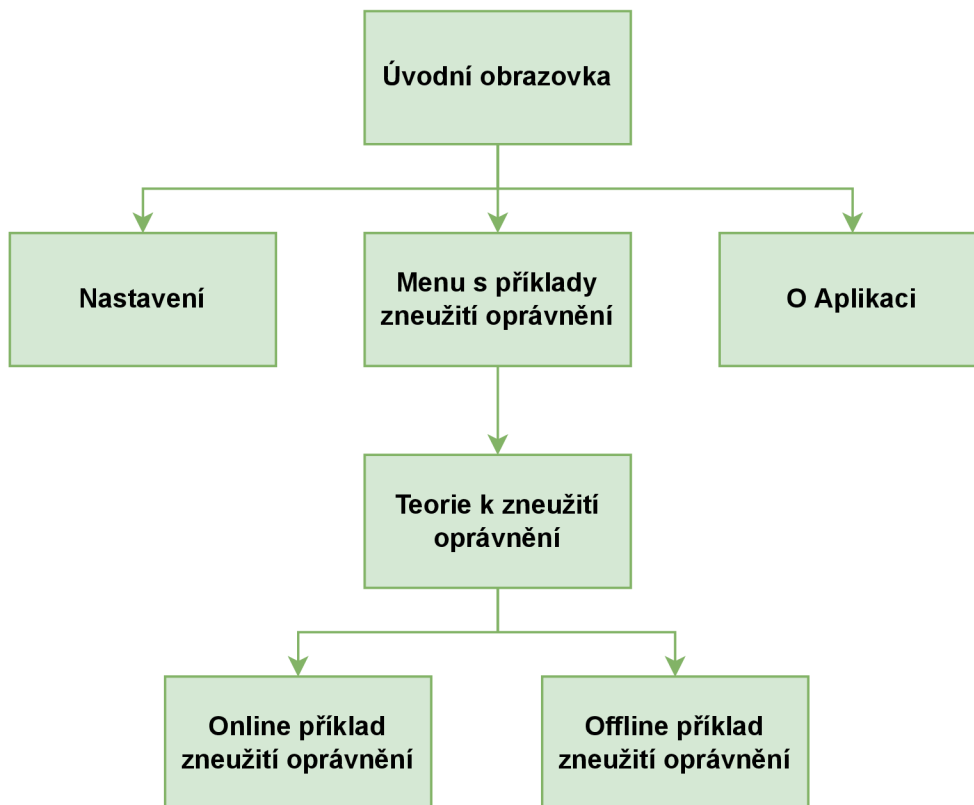 Úvodní obrazovka
Nastavení
Menu s příklady
zneužití oprávnění
O Aplikaci
Teorie k zneužití
oprávnění
Online příklad
zneužití oprávnění
Offline příklad
zneužití oprávnění